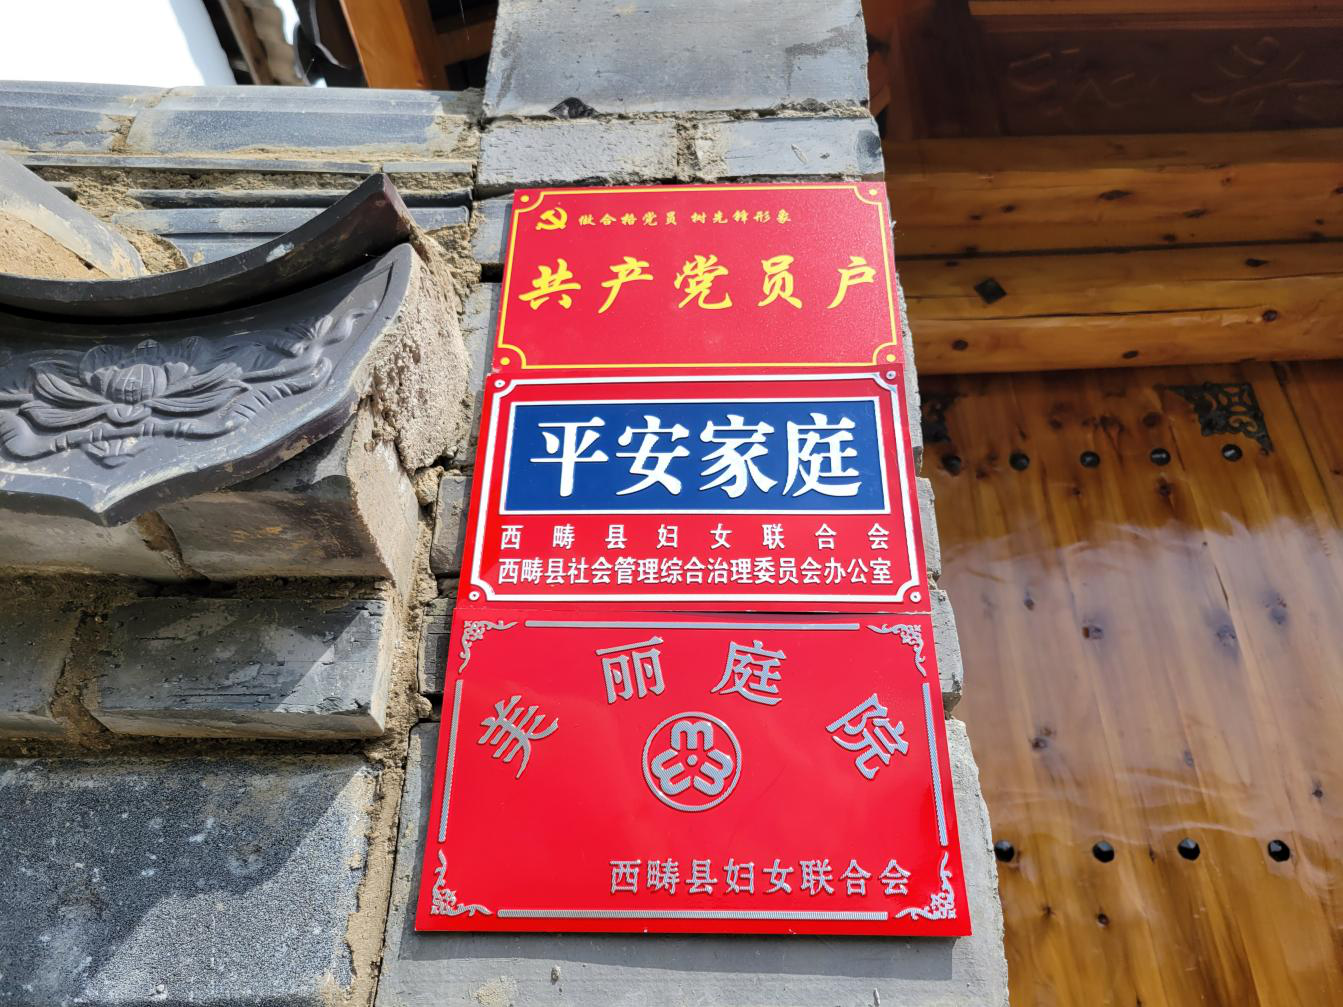 做合格党员 树先锋形象
共产党员户
平安家庭
西畴县妇女联合会
西畴县社会管理综合治理委员会办公室
美丽庭院
西畴县妇女联合会